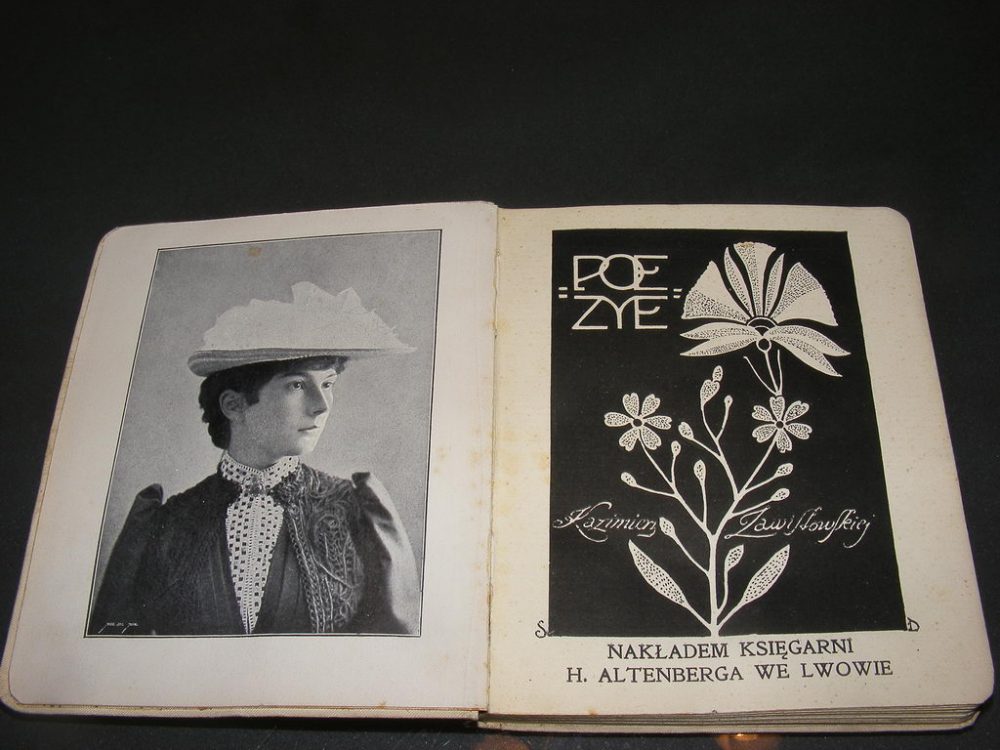 "POE
ZYE"
Kazimiery Zawistowskiej
S D
NAKŁADEM KSIĘGARNI
H. ALTENBERGA WE LWOWIE